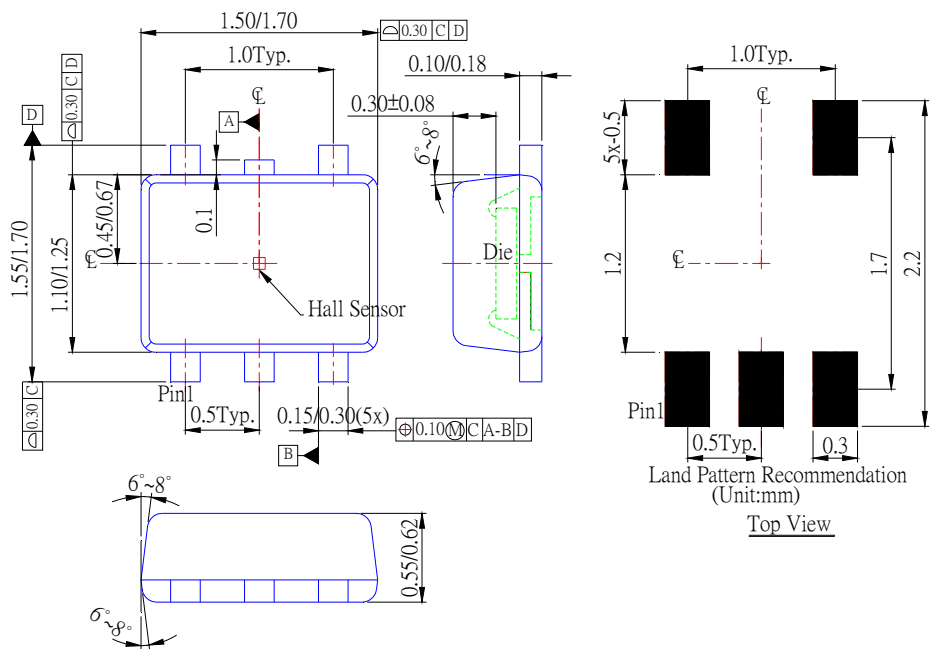 1.50/1.70
⌓ 0.30 C D
1.0Typ.
0.10/0.18
1.0Typ.
⌓ 0.30 C D
℄
0.30±0.08
℄
D
A
6°~8°
5x-0.5
0.45/0.67
0.1
1.55/1.70
1.10/1.25
℄
Die
℄
1.2
1.7
2.2
Hall Sensor
Pin1
⌓ 0.30 C
0.5Typ.
0.15/0.30(5x)
⌖ 0.10 Ⓜ C A-B D
B
Pin1
0.5Typ.
0.3
Land Pattern Recommendation
(Unit:mm)
Top View
6°~8°
0.55/0.62
6°~8°